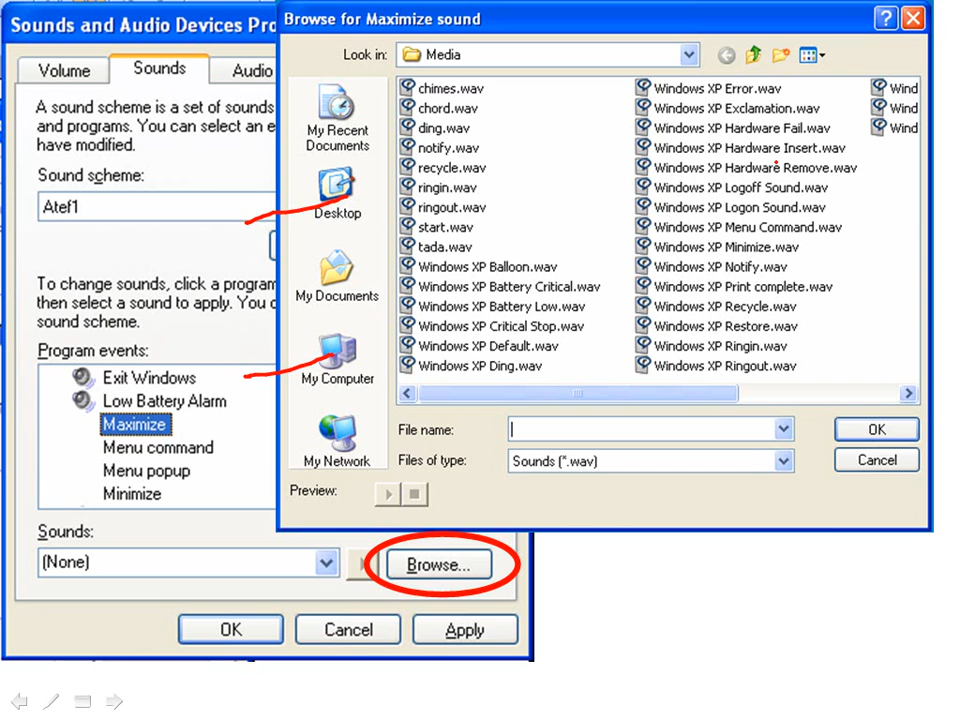 Sounds and Audio Devices Pro
Volume
Sounds
Audio
A sound scheme is a set of sounds
and programs. You can select an e
have modified.
Sound scheme:
Atef1
To change sounds, click a program
then select a sound to apply. You c
sound scheme.
Program events:
Exit Windows
Low Battery Alarm
Maximize
Menu command
Menu popup
Minimize
Sounds:
(None)
Browse...
OK
Cancel
Apply
Browse for Maximize sound
?
Look in:
Media
My Recent
Documents
Desktop
My Documents
My Computer
My Network
chimes.wav
chord.wav
ding.wav
notify.wav
recycle.wav
ringin.wav
ringout.wav
start.wav
tada.wav
Windows XP Balloon.wav
Windows XP Battery Critical.wav
Windows XP Battery Low.wav
Windows XP Critical Stop.wav
Windows XP Default.wav
Windows XP Ding.wav
Windows XP Error.wav
Windows XP Exclamation.wav
Windows XP Hardware Fail.wav
Windows XP Hardware Insert.wav
Windows XP Hardware Remove.wav
Windows XP Logoff Sound.wav
Windows XP Logon Sound.wav
Windows XP Menu Command.wav
Windows XP Minimize.wav
Windows XP Notify.wav
Windows XP Print complete.wav
Windows XP Recycle.wav
Windows XP Restore.wav
Windows XP Ringin.wav
Windows XP Ringout.wav
Wind
Wind
Wind
File name:
OK
Files of type:
Sounds (*.wav)
Cancel
Preview: